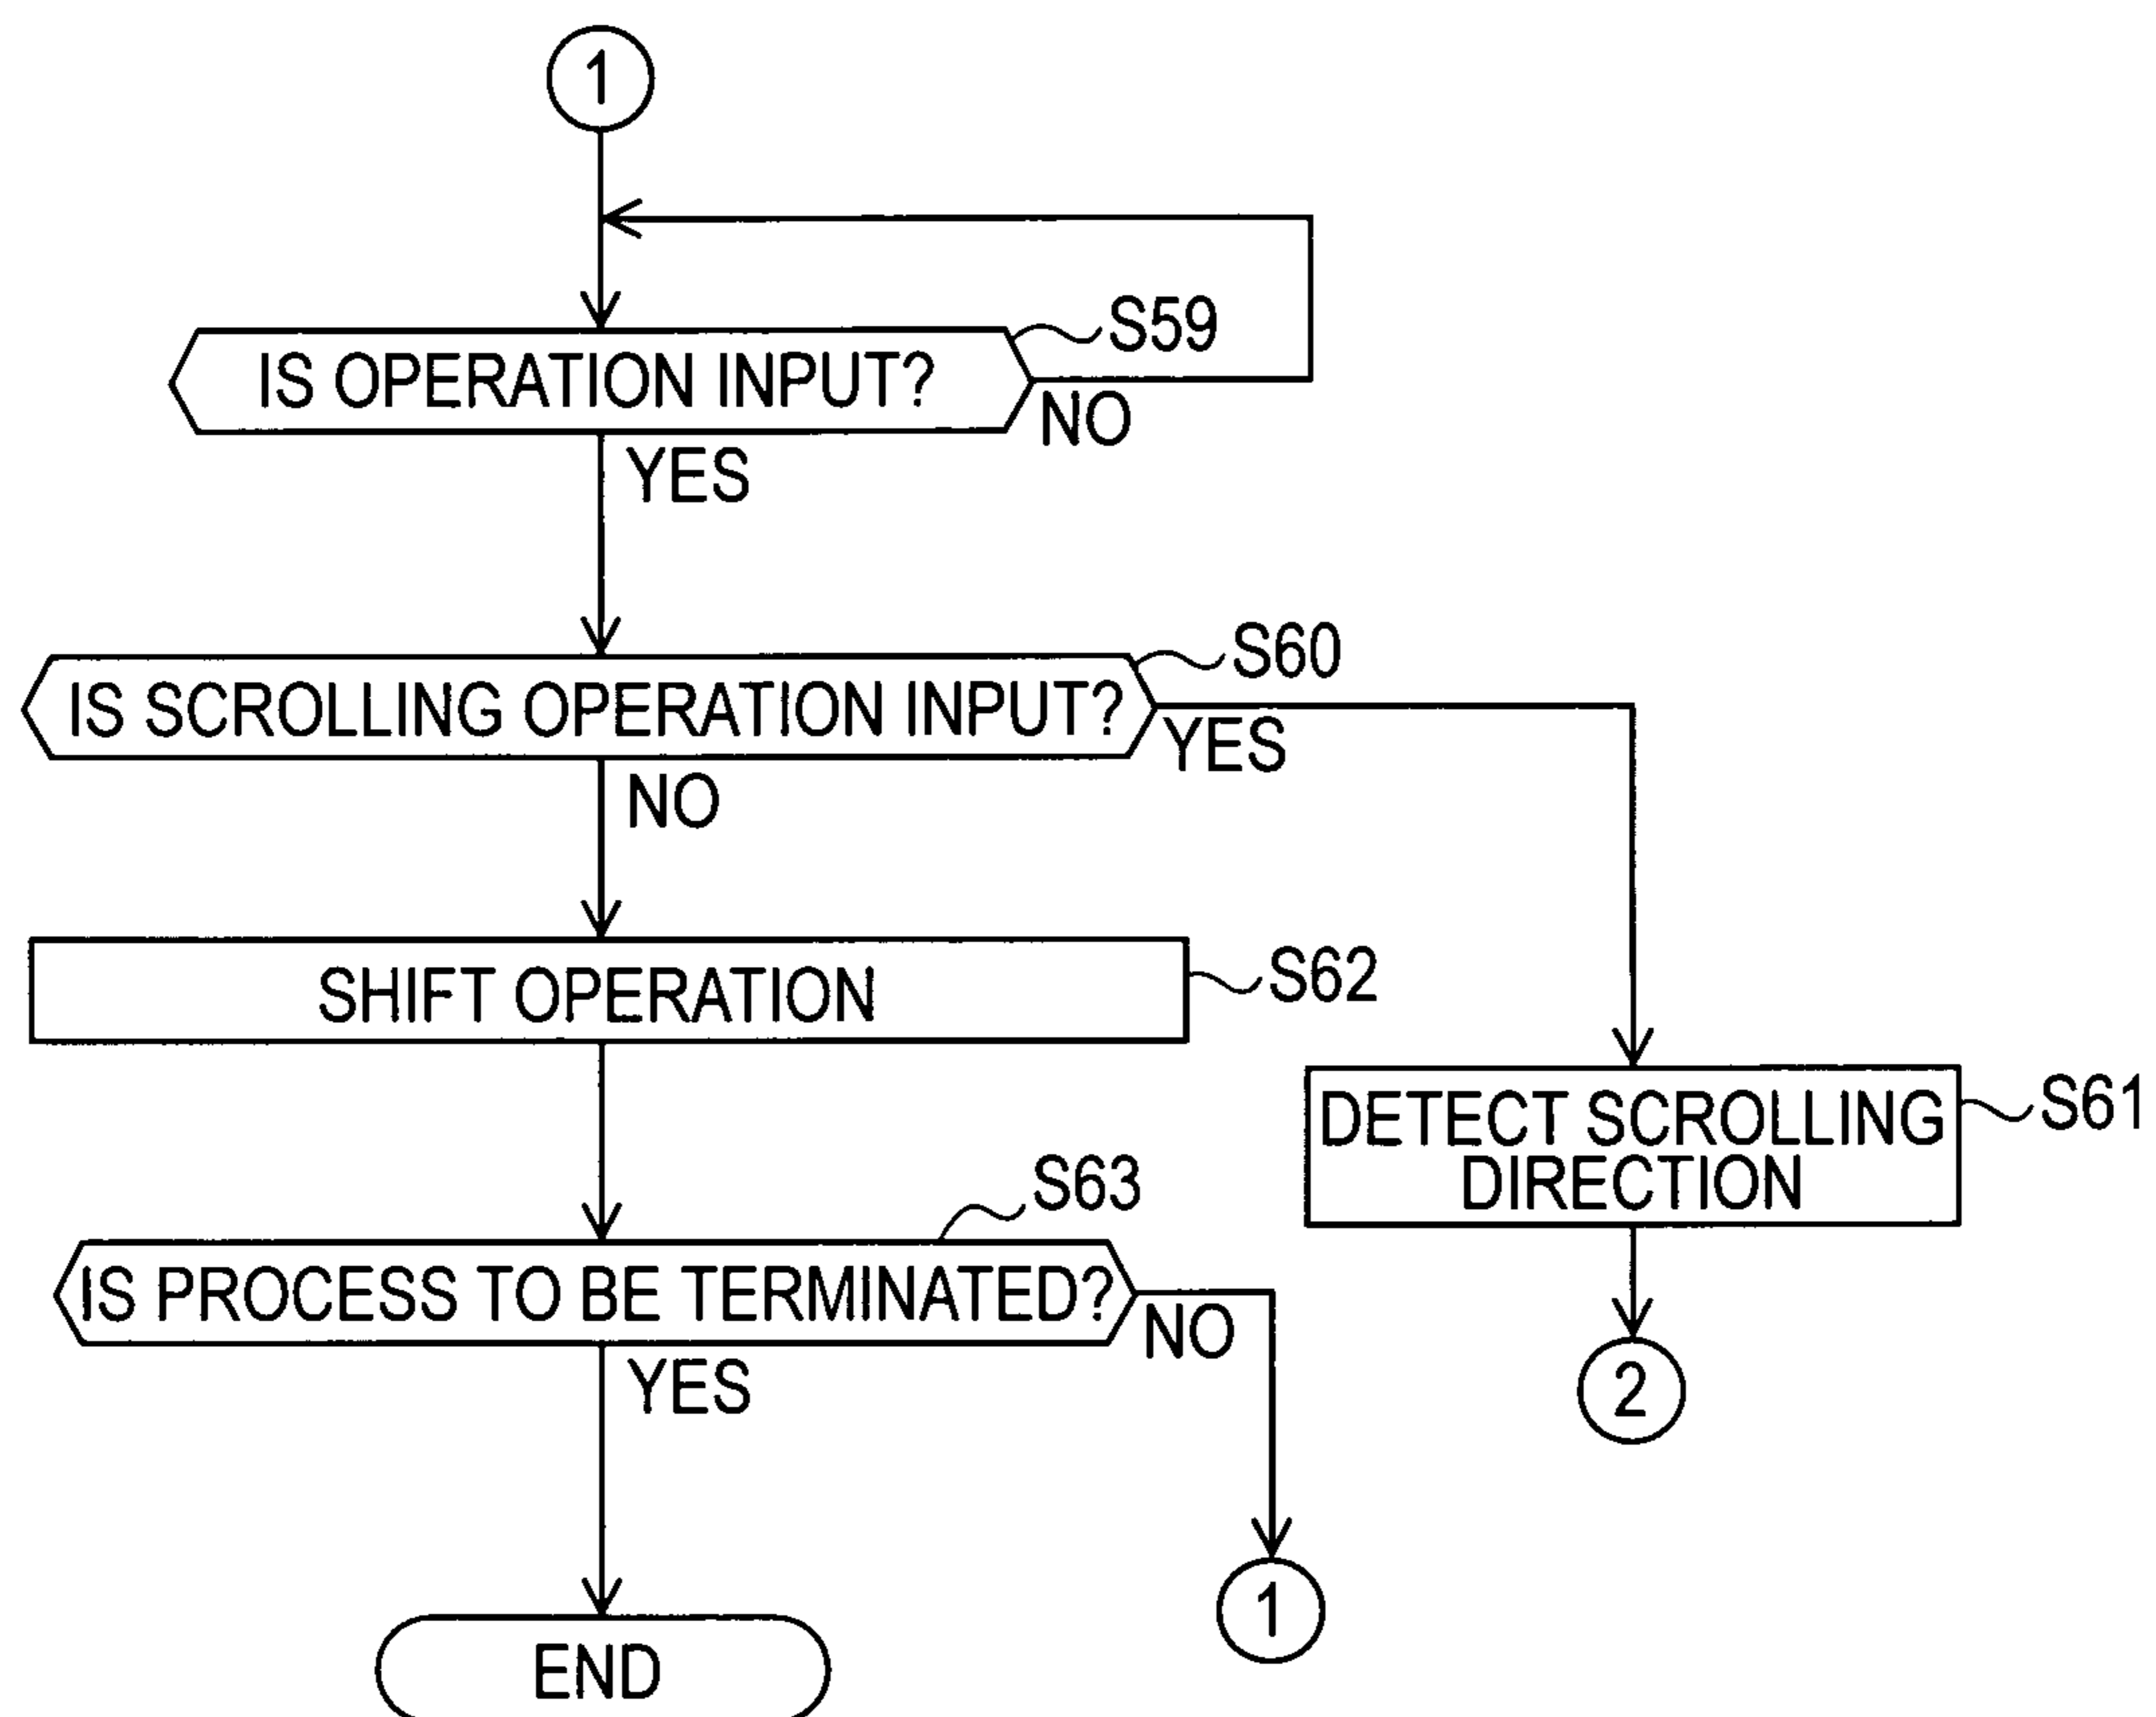 1
S59
IS OPERATION INPUT?
NO
YES
S60
IS SCROLLING OPERATION INPUT?
YES
NO
SHIFT OPERATION
S62
DETECT SCROLLING
DIRECTION
S61
S63
IS PROCESS TO BE TERMINATED?
NO
YES
2
1
END